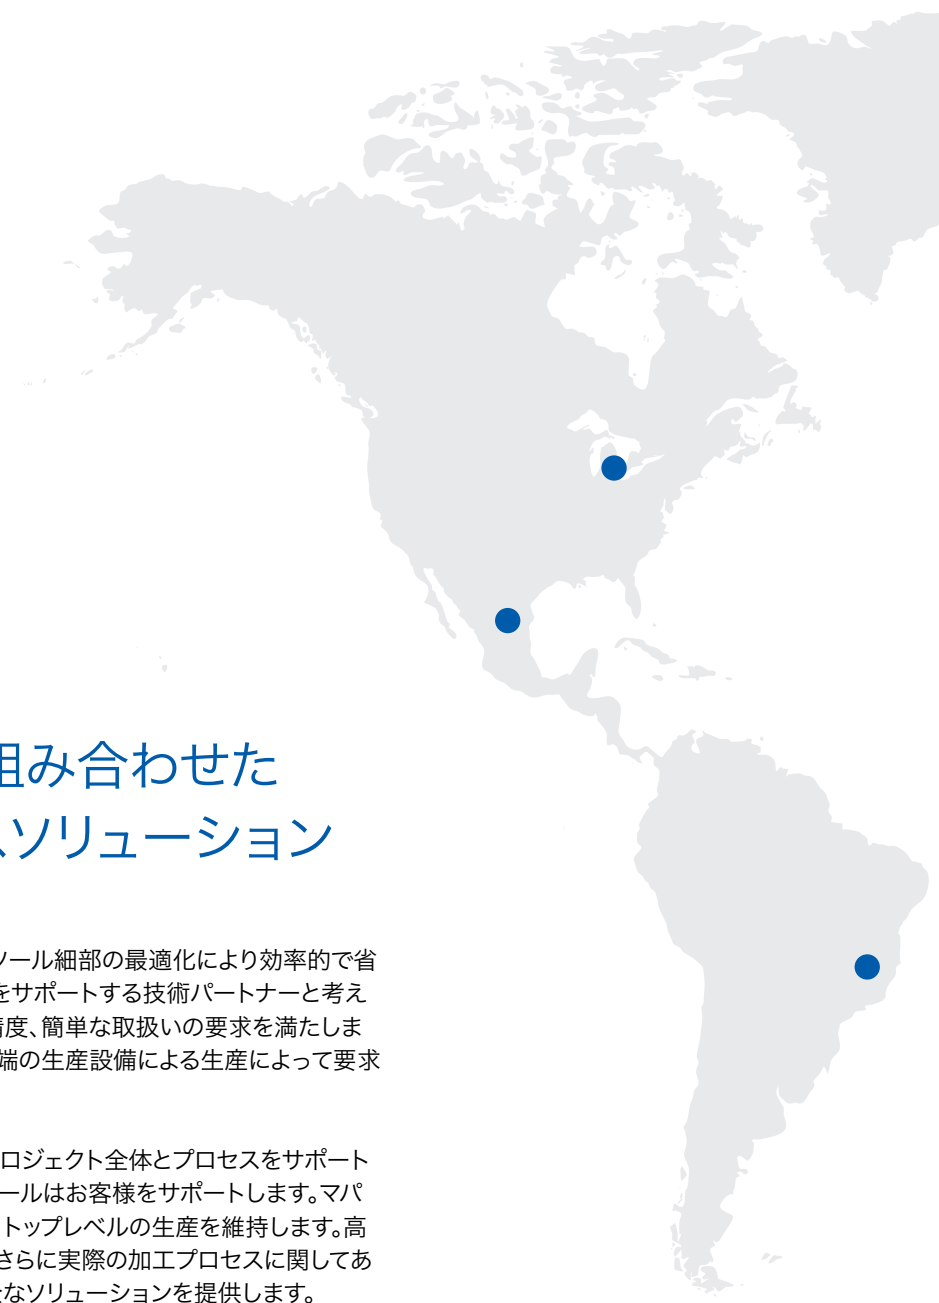 組み合わせた
ソリューション
ール細部の最適化により効率的で省
をサポートする技術パートナーと考え
度、簡単な取扱いの要求を満たしま
端の生産設備による生産によって要求
ロジェクト全体とプロセスをサポート
ールはお客様をサポートします。マパ
トップレベルの生産を維持します。高
さらに実際の加工プロセスに関してあ
なソリューションを提供します。